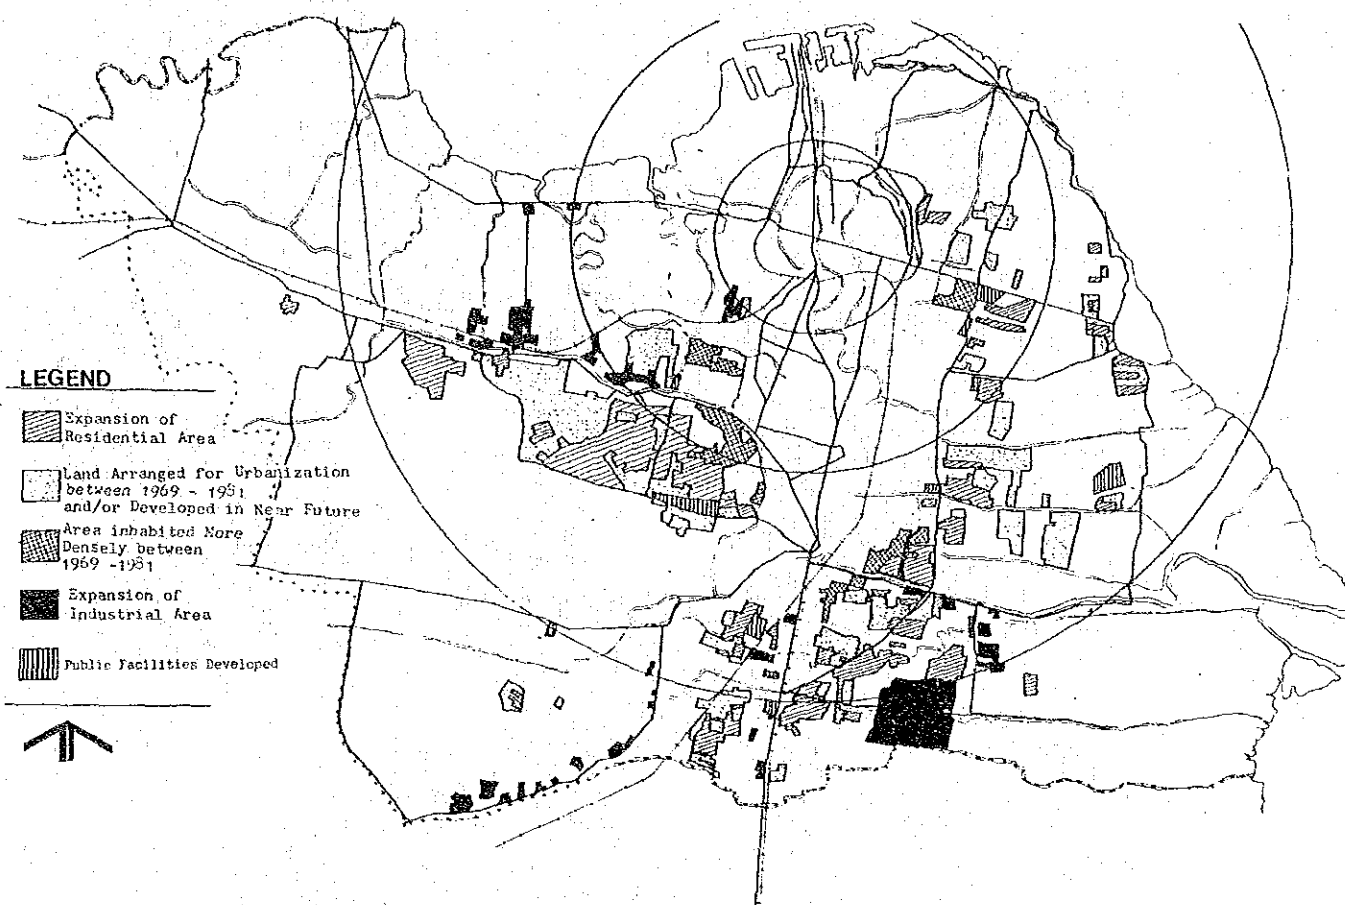 LEGEND
Expansion of
Residential Area
Land Arranged for Urbanization
between 1969 - 1981
and/or Developed in Near Future
Area inhabited More
Densely between
1969 -1981
Expansion of
Industrial Area
Public Facilities Developed